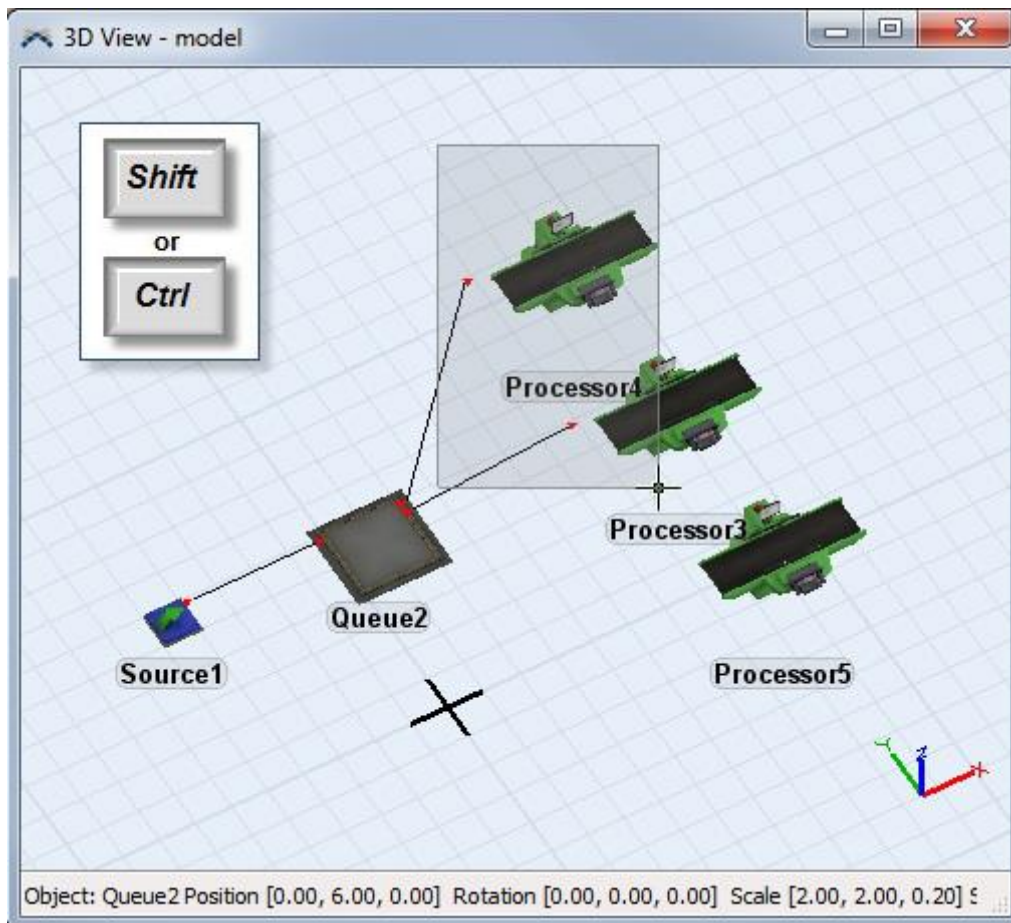 3D View - model
Shift
or
Ctrl
Processor4
Processor3
Queue2
Source1
Processor5
Y
Z
X
Object: Queue2 Position [0.00, 6.00, 0.00] Rotation [0.00, 0.00, 0.00] Scale [2.00, 2.00, 0.20]